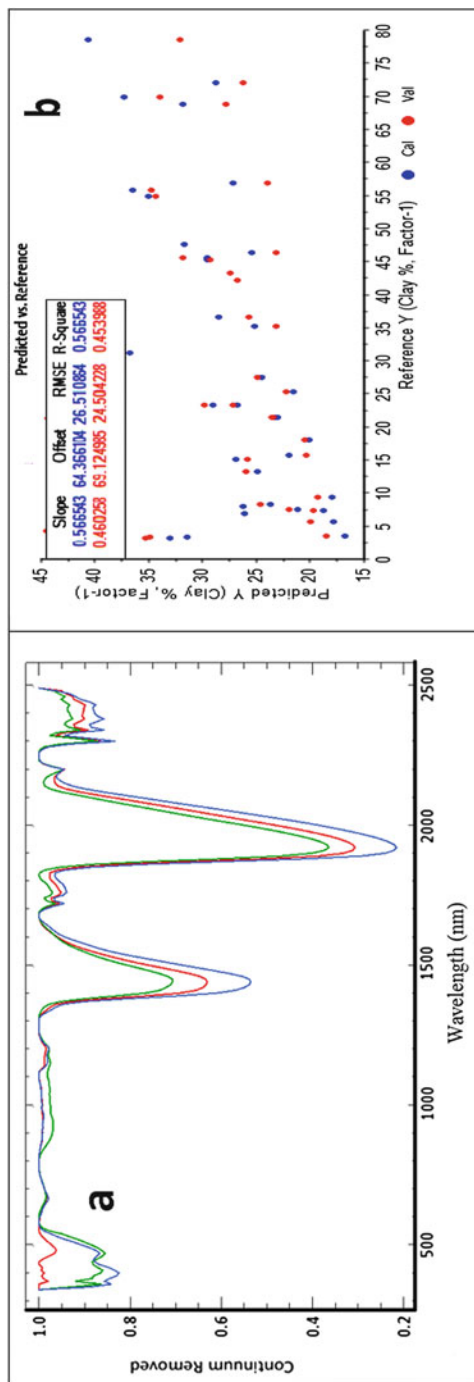 a
Continuum Removed
1.0
0.8
0.6
0.4
0.2
500
1000
1500
2000
2500
Wavelength (nm)
b
Predicted vs. Reference
Slope Offset RMSE R-Square
0.566543 64.366104 26.510864 0.566543
0.460258 69.124985 24.504228 0.453988
Predicted Y (Clay %, Factor-1)
45
35
30
25
20
15
0 5 10 15 20 25 30 35 40 45 50 55 60 65 70 75 80
Reference Y (Clay %, Factor-1)
Cal Val